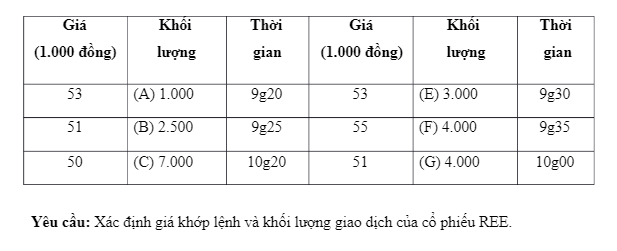 Giá (1.000 đồng) Khối lượng Thời gian Giá (1.000 đồng) Khối lượng Thời gian
53 (A) 1.000 9g20 53 (E) 3.000 9g30
51 (B) 2.500 9g25 55 (F) 4.000 9g35
50 (C) 7.000 10g20 51 (G) 4.000 10g00
Yêu cầu: Xác định giá khớp lệnh và khối lượng giao dịch của cổ phiếu REE.